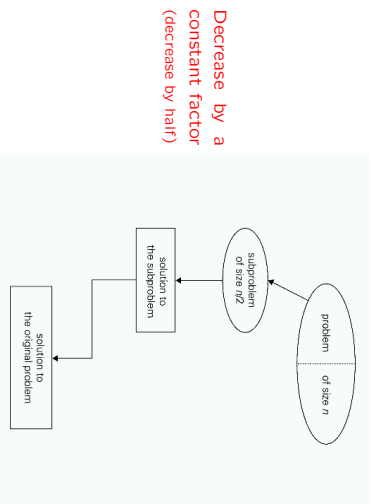 Decrease by a
constant factor
(decrease by half)
problem of size n
subproblem
of size n/2
solution to
the subproblem
solution to
the original problem